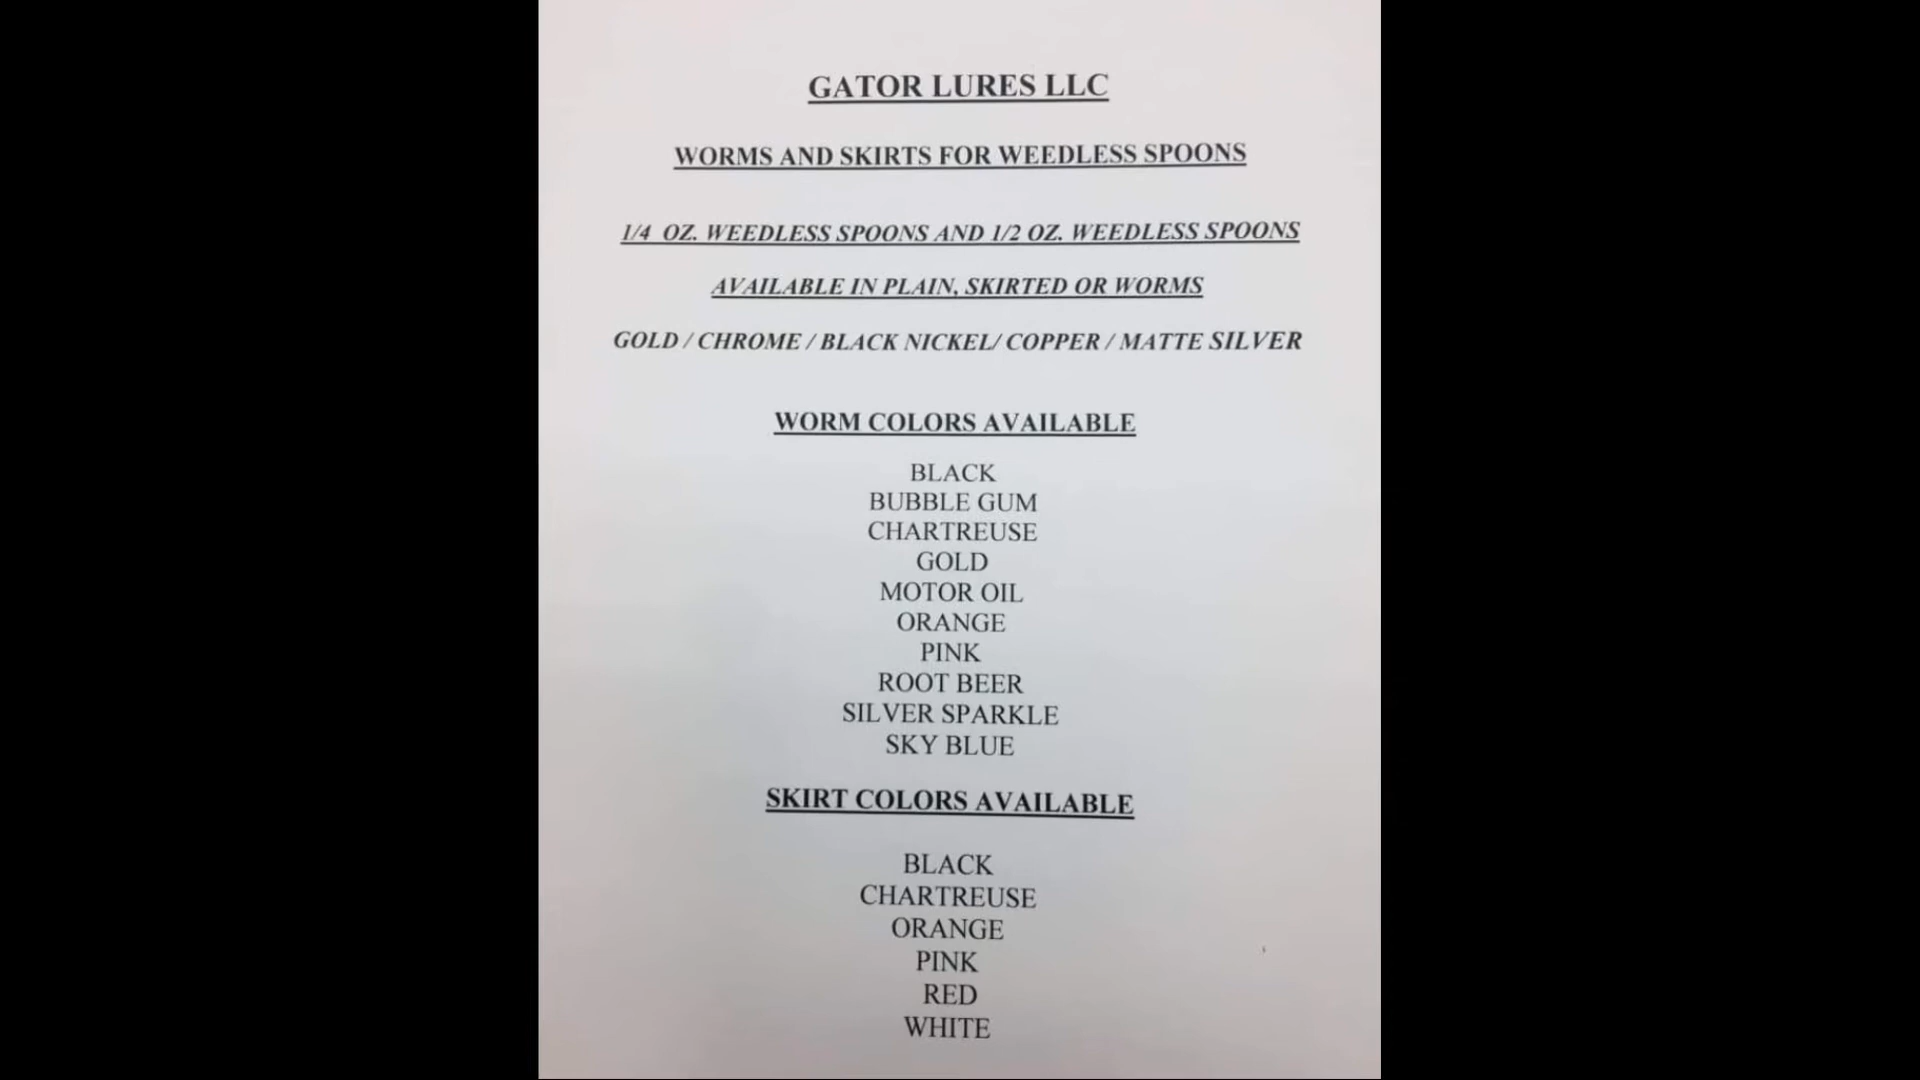 GATOR LURES LLC
WORMS AND SKIRTS FOR WEEDLESS SPOONS
1/4 OZ. WEEDLESS SPOONS AND 1/2 OZ. WEEDLESS SPOONS
AVAILABLE IN PLAIN, SKIRTED OR WORMS
GOLD / CHROME / BLACK NICKEL/ COPPER / MATTE SILVER
WORM COLORS AVAILABLE
BLACK
BUBBLE GUM
CHARTREUSE
GOLD
MOTOR OIL
ORANGE
PINK
ROOT BEER
SILVER SPARKLE
SKY BLUE
SKIRT COLORS AVAILABLE
BLACK
CHARTREUSE
ORANGE
PINK
RED
WHITE